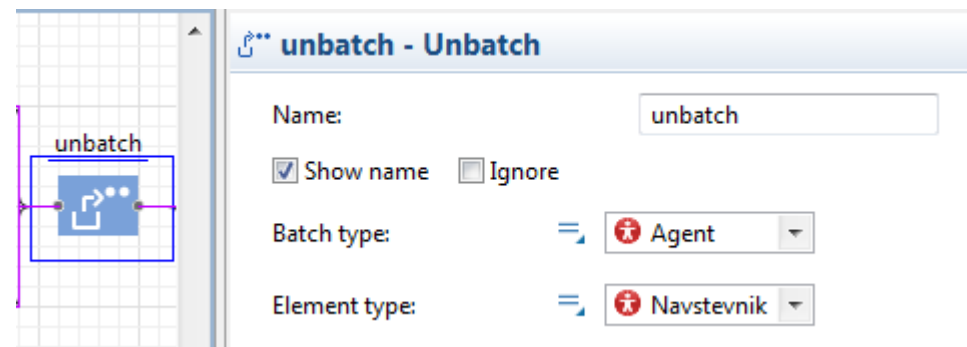 unbatch - Unbatch
Name:
unbatch
unbatch
Show name
Ignore
Batch type:
Agent
Element type:
Navstevnik